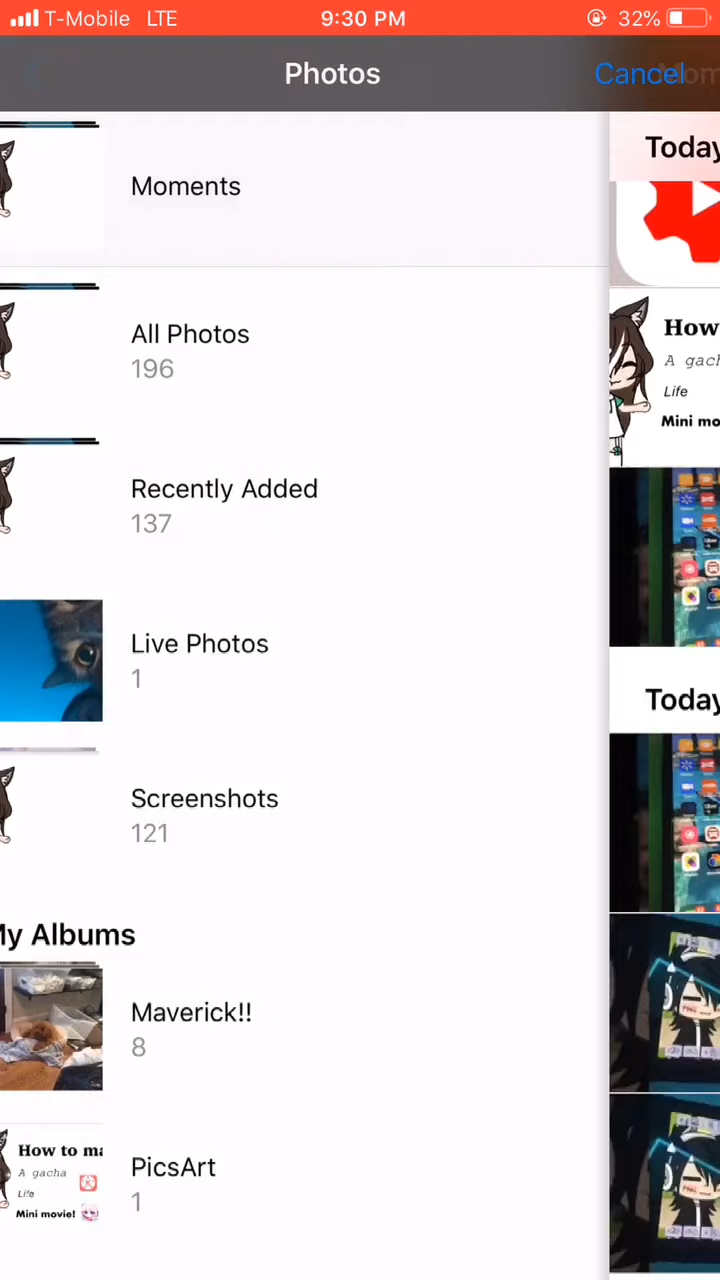 T-Mobile LTE 9:30 PM 32%
Photos
Cancel
Moments
All Photos
196
Recently Added
137
Live Photos
1
Screenshots
121
My Albums
Maverick!!
8
How to ma
A gacha
Life
Mini movie!
PicsArt
1
Today
How
A gach
Life
Mini mo
Today